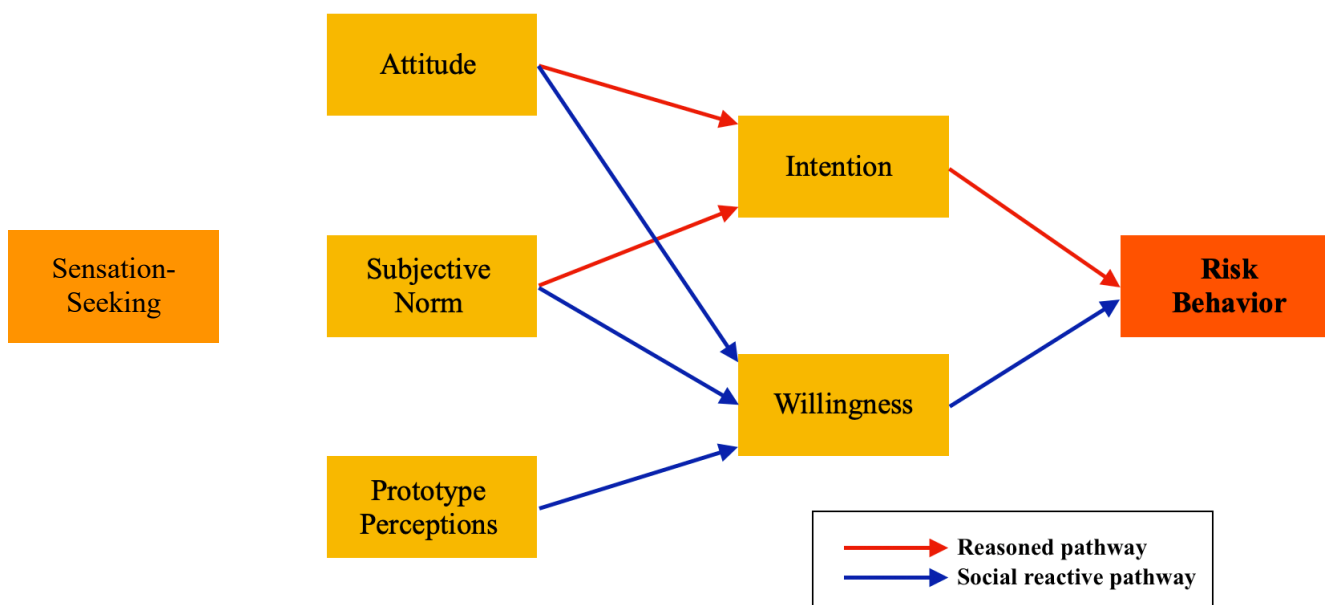 Attitude
Intention
Sensation-
Seeking
Subjective
Norm
Risk
Behavior
Willingness
Prototype
Perceptions
Reasoned pathway
Social reactive pathway